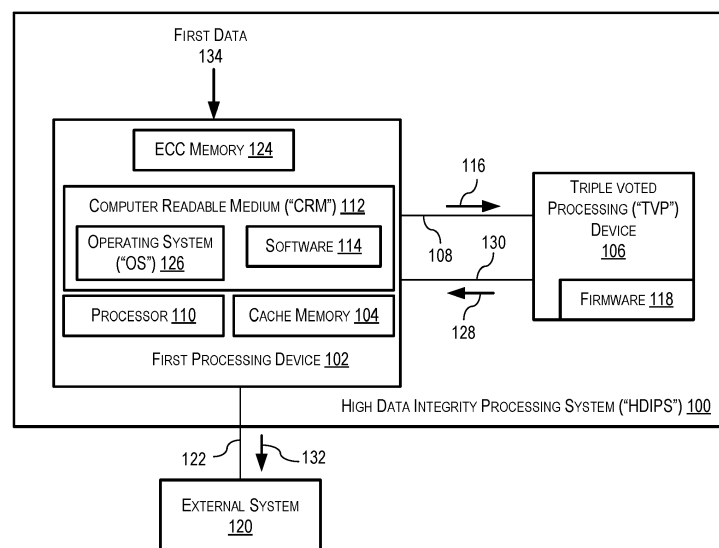 FIRST DATA
134
ECC MEMORY 124
COMPUTER READABLE MEDIUM ("CRM") 112
OPERATING SYSTEM
("OS") 126
SOFTWARE 114
PROCESSOR 110
CACHE MEMORY 104
FIRST PROCESSING DEVICE 102
116
108
130
128
TRIPLE VOTED
PROCESSING ("TVP")
DEVICE
106
FIRMWARE 118
HIGH DATA INTEGRITY PROCESSING SYSTEM ("HDIPS") 100
122
132
EXTERNAL SYSTEM
120